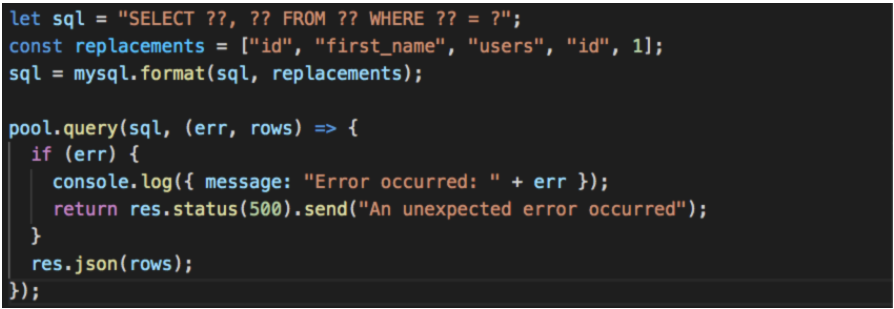 let sql = "SELECT ??, ?? FROM ?? WHERE ?? = ?";
const replacements = ["id", "first_name", "users", "id", 1];
sql = mysql.format(sql, replacements);
pool.query(sql, (err, rows) => {
if (err) {
console.log({ message: "Error occurred: " + err });
return res.status(500).send("An unexpected error occurred");
}
res.json(rows);
});